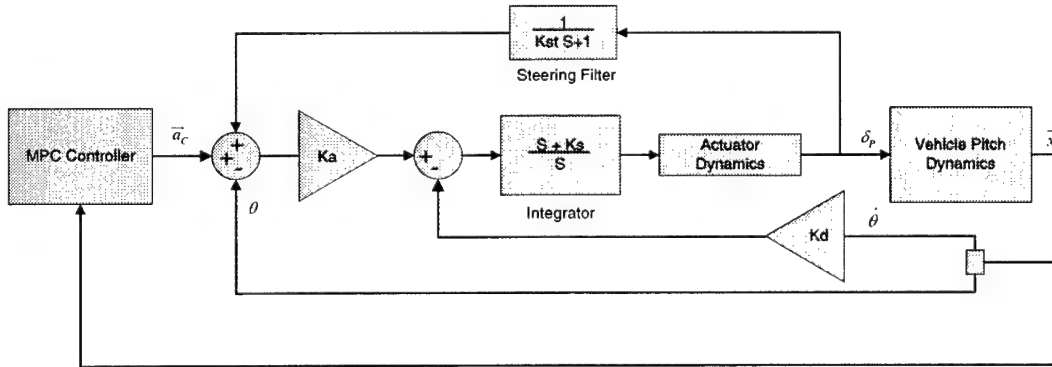 1
Kst S+1
Steering Filter
MPC Controller
a_c
+
+
-
Ka
+
-
S + Ks
S
Integrator
Actuator
Dynamics
δ_P
Vehicle Pitch
Dynamics
x
θ
Kd
θ̇